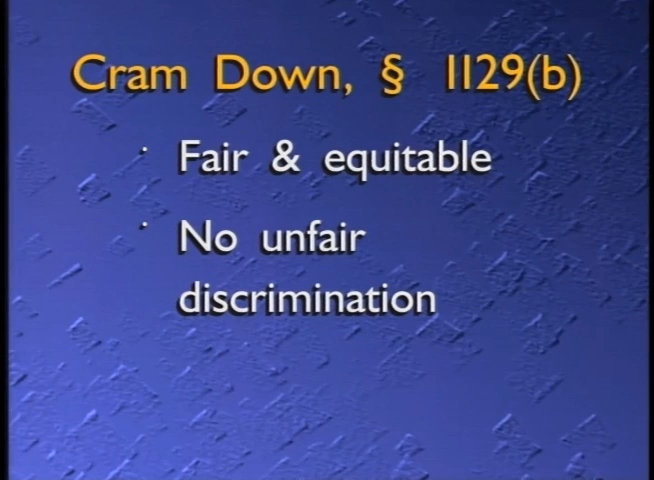 Cram Down, § 1129(b)
· Fair & equitable
· No unfair
discrimination